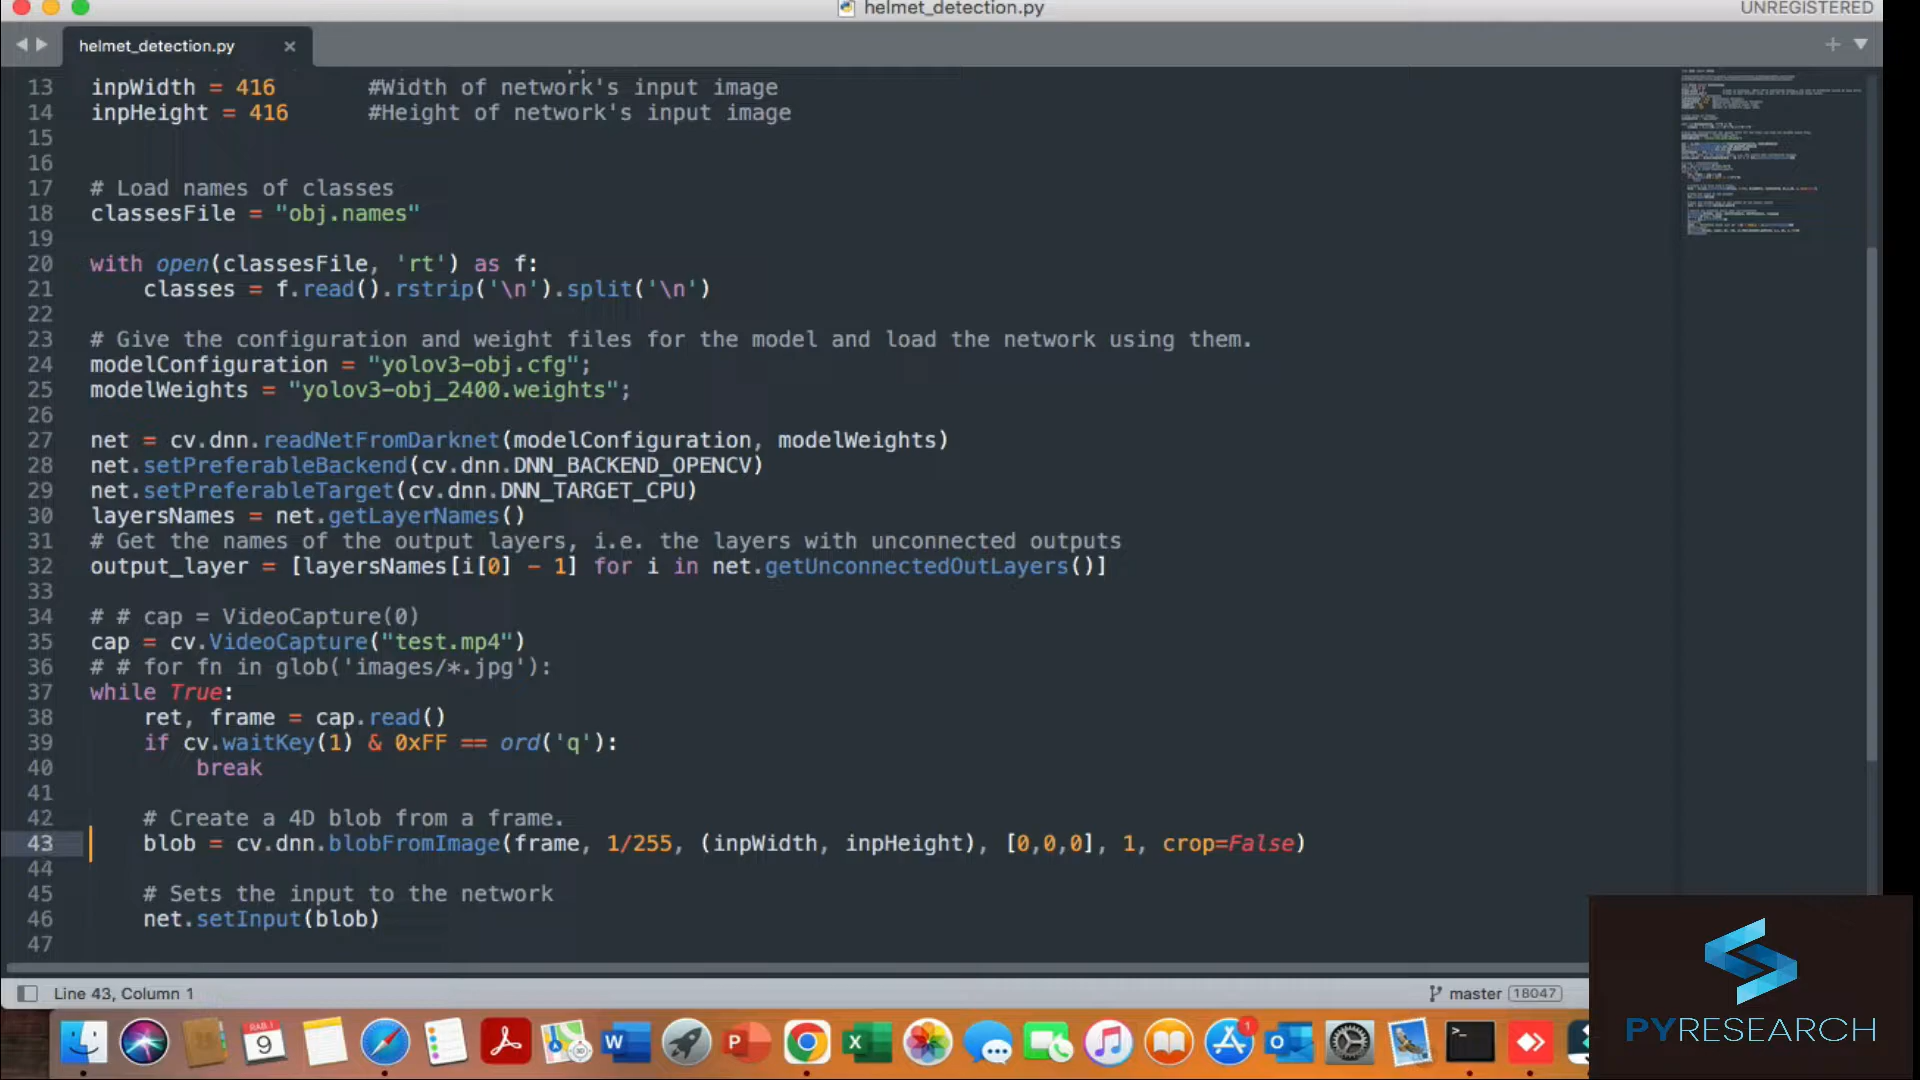 helmet_detection.py
UNREGISTERED
helmet_detection.py
13 inpWidth = 416       #Width of network's input image
14 inpHeight = 416      #Height of network's input image
15
16
17 # Load names of classes
18 classesFile = "obj.names"
19
20 with open(classesFile, 'rt') as f:
21     classes = f.read().rstrip('\n').split('\n')
22
23 # Give the configuration and weight files for the model and load the network using them.
24 modelConfiguration = "yolov3-obj.cfg";
25 modelWeights = "yolov3-obj_2400.weights";
26
27 net = cv.dnn.readNetFromDarknet(modelConfiguration, modelWeights)
28 net.setPreferableBackend(cv.dnn.DNN_BACKEND_OPENCV)
29 net.setPreferableTarget(cv.dnn.DNN_TARGET_CPU)
30 layersNames = net.getLayerNames()
31 # Get the names of the output layers, i.e. the layers with unconnected outputs
32 output_layer = [layersNames[i[0] - 1] for i in net.getUnconnectedOutLayers()]
33
34 # # cap = VideoCapture(0)
35 cap = cv.VideoCapture("test.mp4")
36 # # for fn in glob('images/*.jpg'):
37 while True:
38     ret, frame = cap.read()
39     if cv.waitKey(1) & 0xFF == ord('q'):
40         break
41
42     # Create a 4D blob from a frame.
43     blob = cv.dnn.blobFromImage(frame, 1/255, (inpWidth, inpHeight), [0,0,0], 1, crop=False)
44
45     # Sets the input to the network
46     net.setInput(blob)
47
Line 43, Column 1
master 18047
RAB I
9
W
P
X
1
O
>_
PYRESEARCH